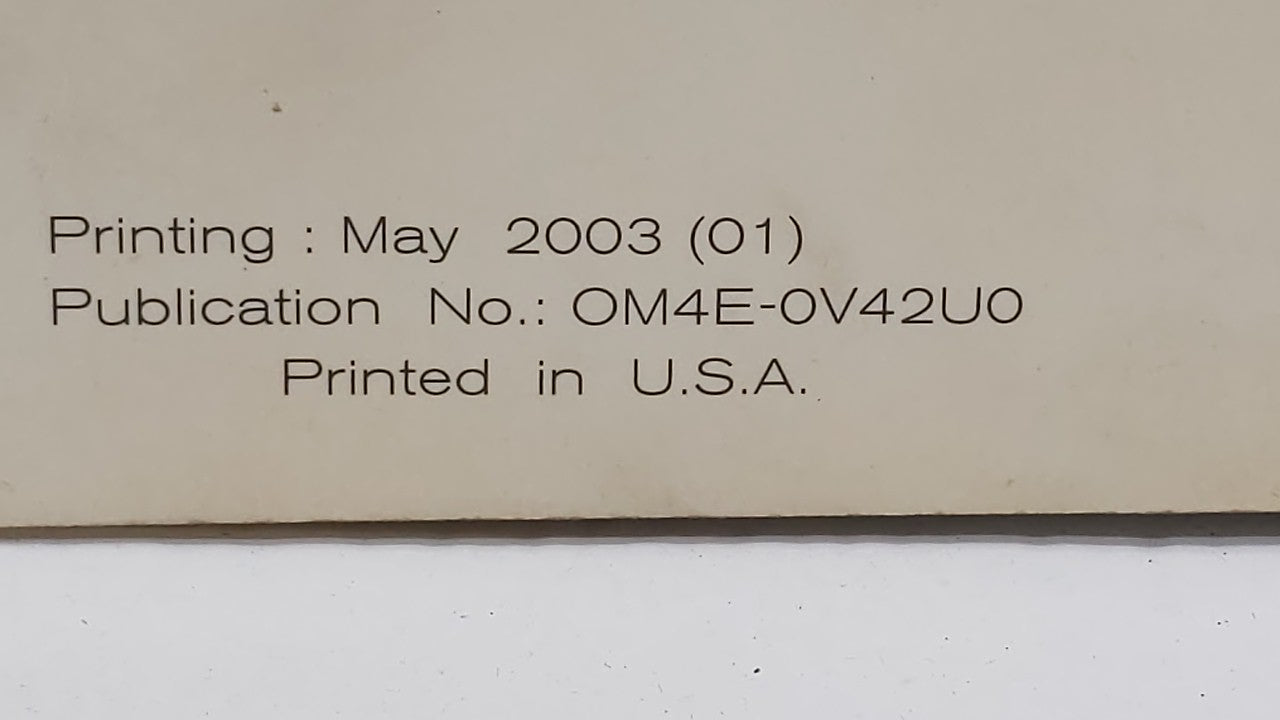 Printing : May 2003 (01)
Publication No.: OM4E-0V42U0
Printed in U.S.A.